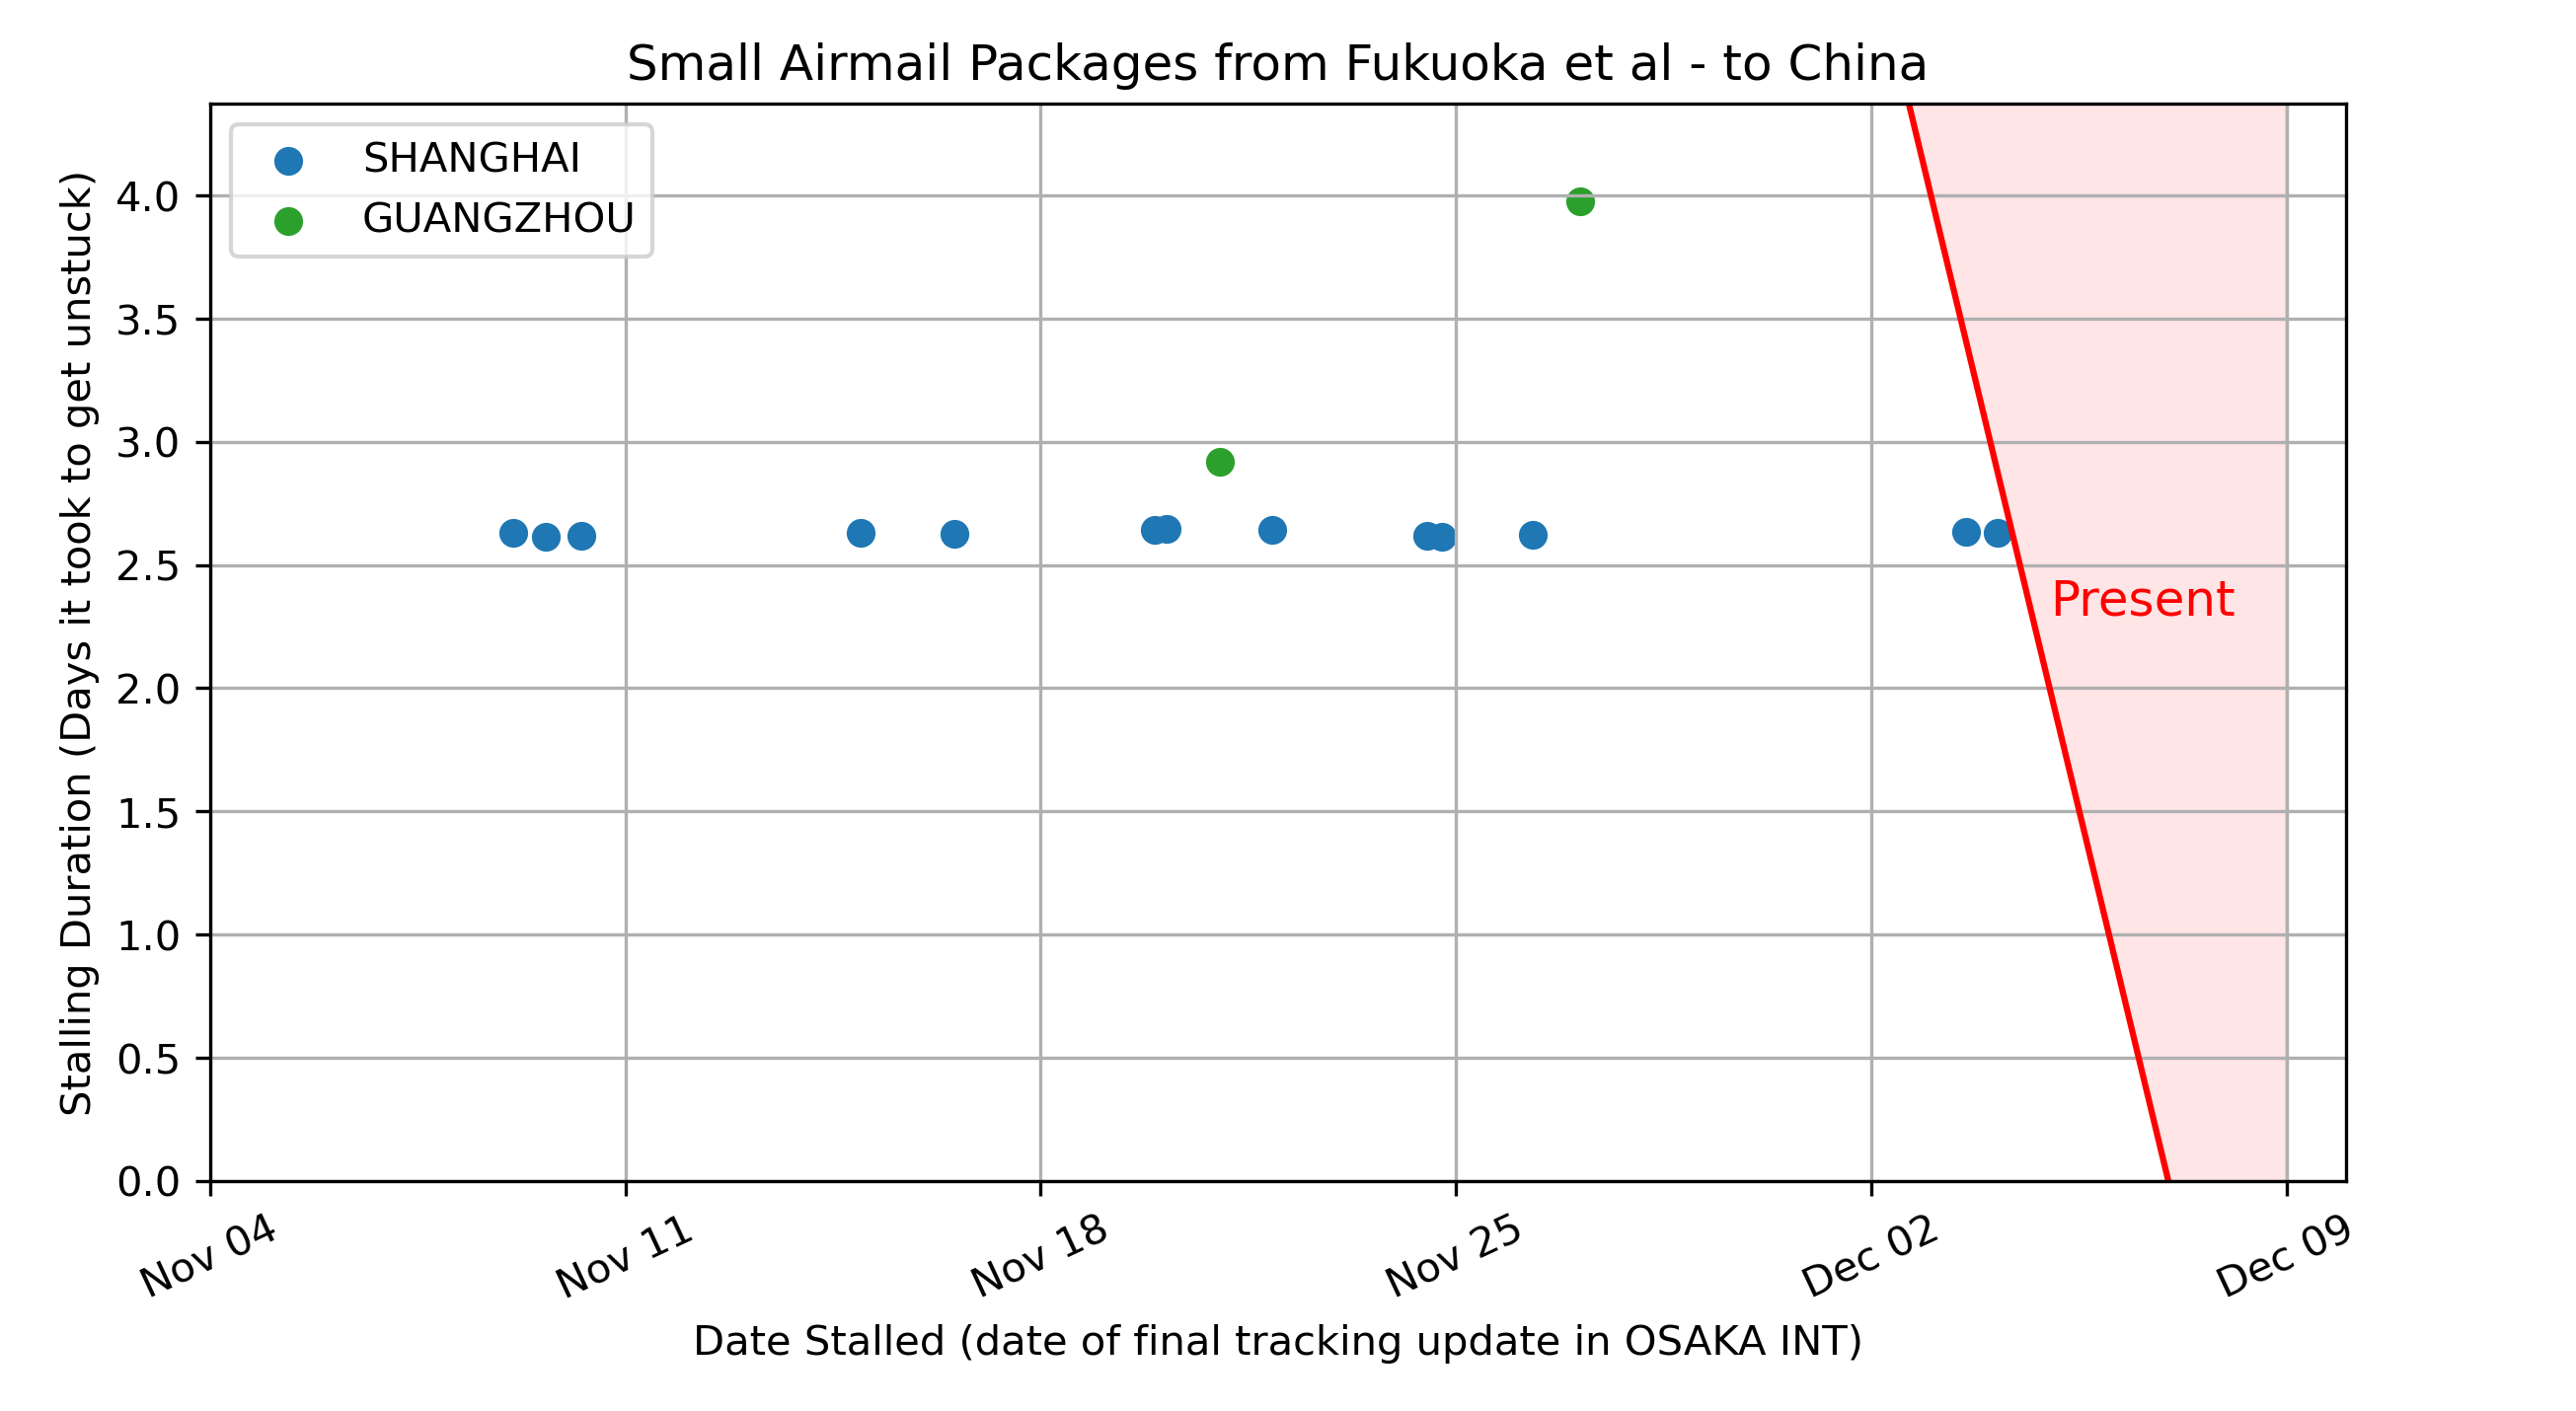 Small Airmail Packages from Fukuoka et al - to China
SHANGHAI
GUANGZHOU
Stalling Duration (Days it took to get unstuck)
4.0
3.5
3.0
2.5
2.0
1.5
1.0
0.5
0.0
Present
Nov 04
Nov 11
Nov 18
Nov 25
Dec 02
Dec 09
Date Stalled (date of final tracking update in OSAKA INT)